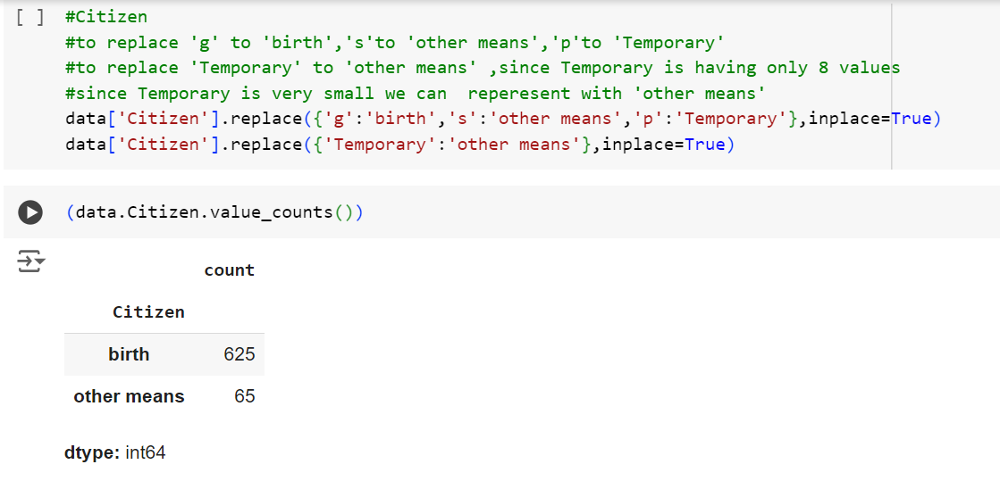 [ ] #Citizen
#to replace 'g' to 'birth','s'to 'other means','p'to 'Temporary'
#to replace 'Temporary' to 'other means' ,since Temporary is having only 8 values
#since Temporary is very small we can  reperesent with 'other means'
data['Citizen'].replace({'g':'birth','s':'other means','p':'Temporary'},inplace=True)
data['Citizen'].replace({'Temporary':'other means'},inplace=True)
(data.Citizen.value_counts())
count
Citizen
birth 625
other means 65
dtype: int64